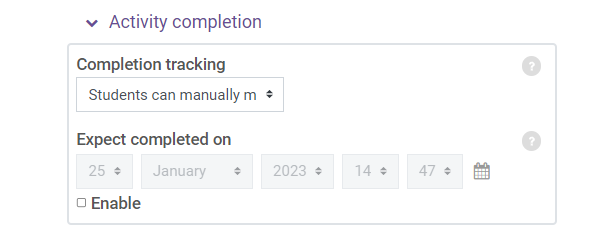 Activity completion
Completion tracking ?
Students can manually m
Expect completed on ?
25 January 2023 14 47
Enable